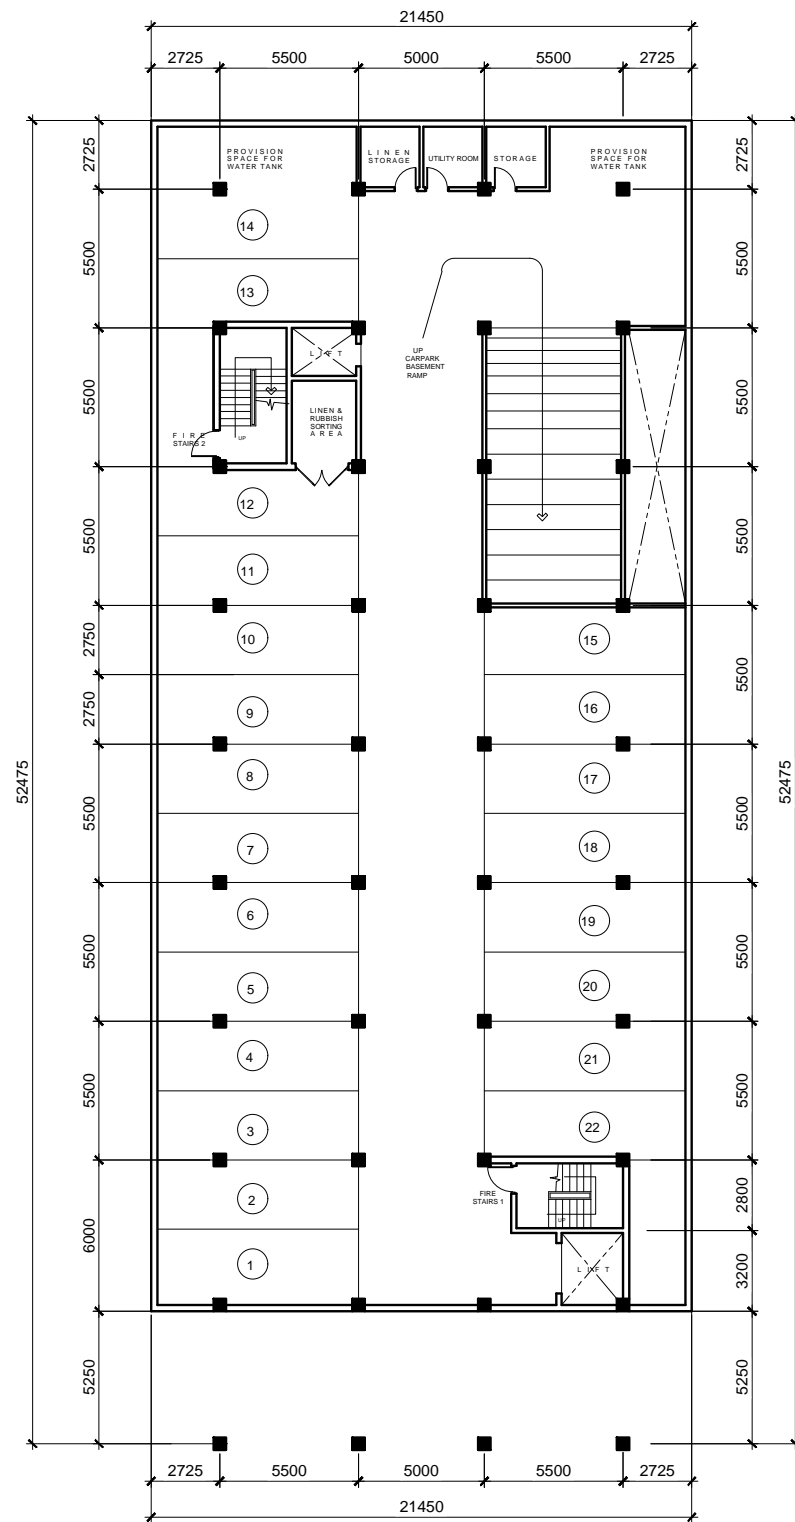 21450
2725 5500 5000 5500 2725
2725
5500
5500
5500
2750
2750
5500
5500
5500
6000
5250
52475
PROVISION
SPACE FOR
WATER TANK
LINEN
STORAGE
UTILITY ROOM
STORAGE
PROVISION
SPACE FOR
WATER TANK
14
13
LIFT
UP
CARPARK
BASEMENT
RAMP
LINEN &
RUBBISH
SORTING
AREA
FIRE
STAIRS 2
UP
12
11
10
9
8
7
6
5
4
3
2
1
15
16
17
18
19
20
21
22
FIRE
STAIRS 1
UP
LIFT
2725
5500
5500
5500
5500
5500
5500
5500
2800
3200
5250
52475
2725 5500 5000 5500 2725
21450